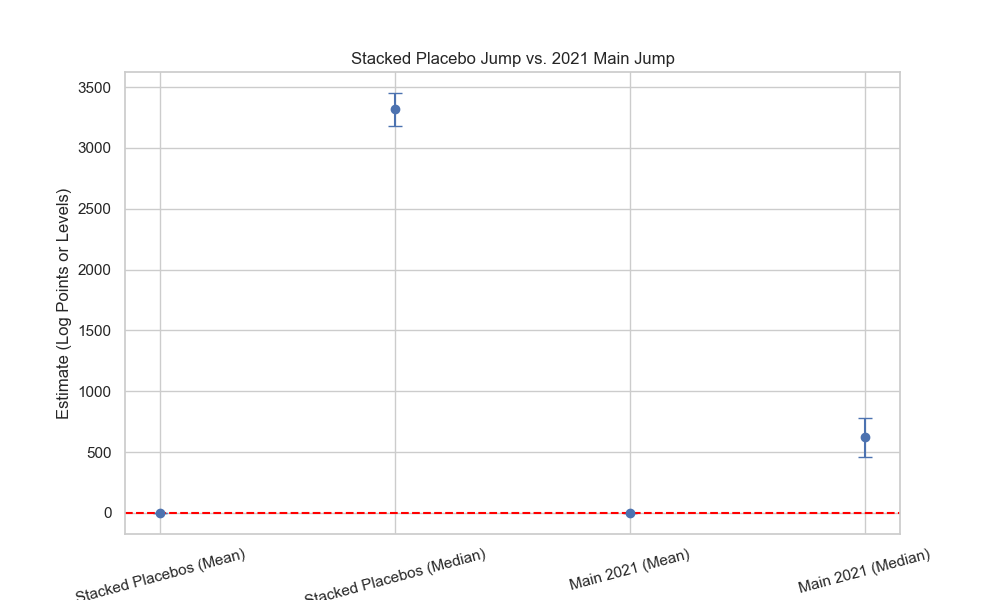 Stacked Placebo Jump vs. 2021 Main Jump
Estimate (Log Points or Levels)
3500
3000
2500
2000
1500
1000
500
0
Stacked Placebos (Mean)
Stacked Placebos (Median)
Main 2021 (Mean)
Main 2021 (Median)